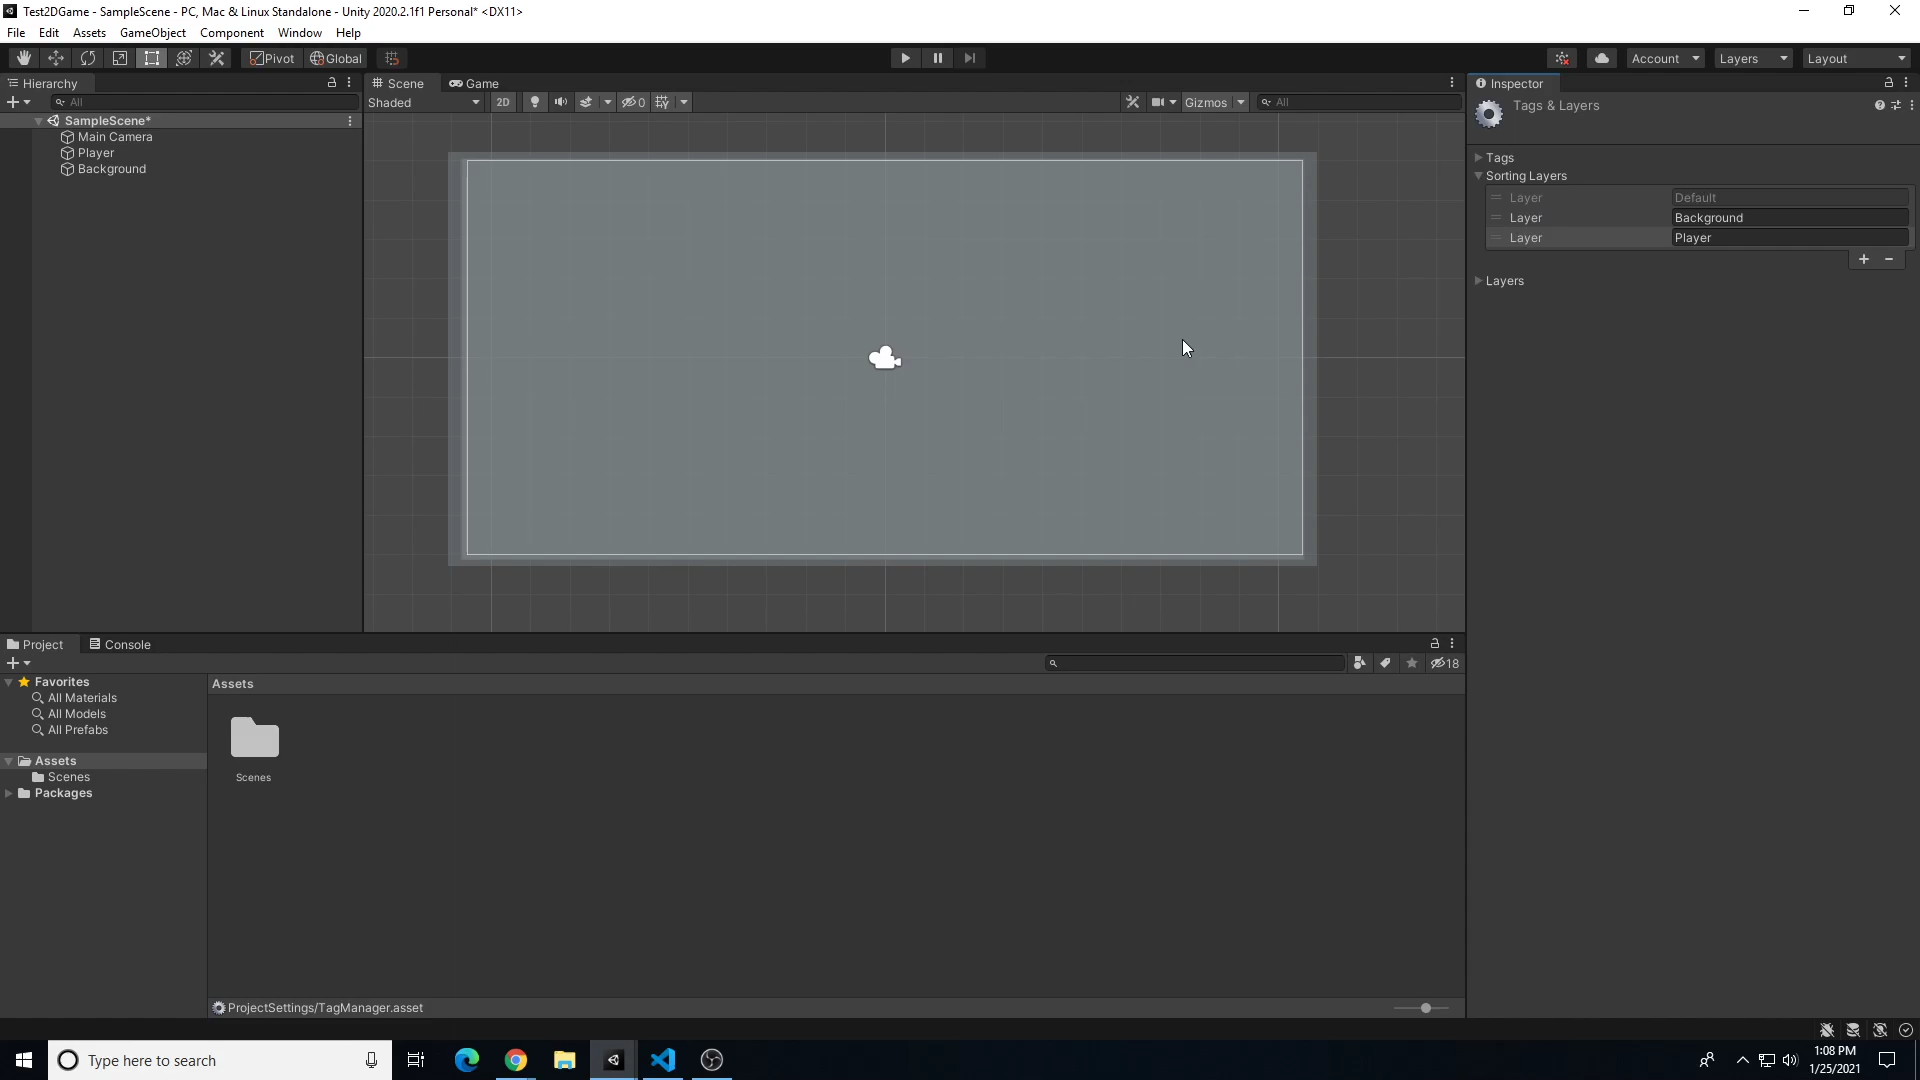 Test2DGame - SampleScene - PC, Mac & Linux Standalone - Unity 2020.2.1f1 Personal* <DX11>
File Edit Assets GameObject Component Window Help
Pivot Global Account Layers Layout
Hierarchy
All
SampleScene*
Main Camera
Player
Background
Scene Game
Shaded 2D 0 Gizmos All
Inspector
Tags & Layers
Tags
Sorting Layers
Layer Default
Layer Background
Layer Player
Layers
Project Console
18
Favorites
All Materials
All Models
All Prefabs
Assets
Scenes
Packages
Assets
Scenes
ProjectSettings/TagManager.asset
Type here to search
1:08 PM
1/25/2021